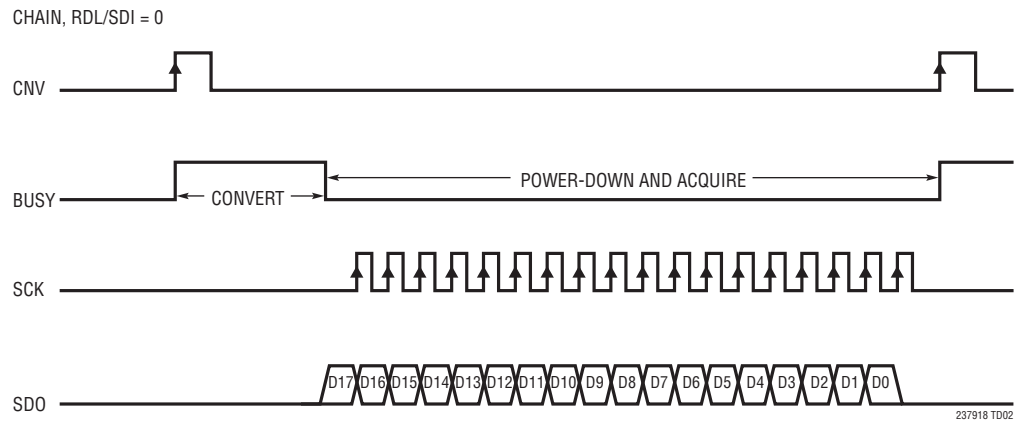 CHAIN, RDL/SDI = 0
CNV
BUSY
CONVERT
POWER-DOWN AND ACQUIRE
SCK
SDO
D17 D16 D15 D14 D13 D12 D11 D10 D9 D8 D7 D6 D5 D4 D3 D2 D1 D0
237918 TD02